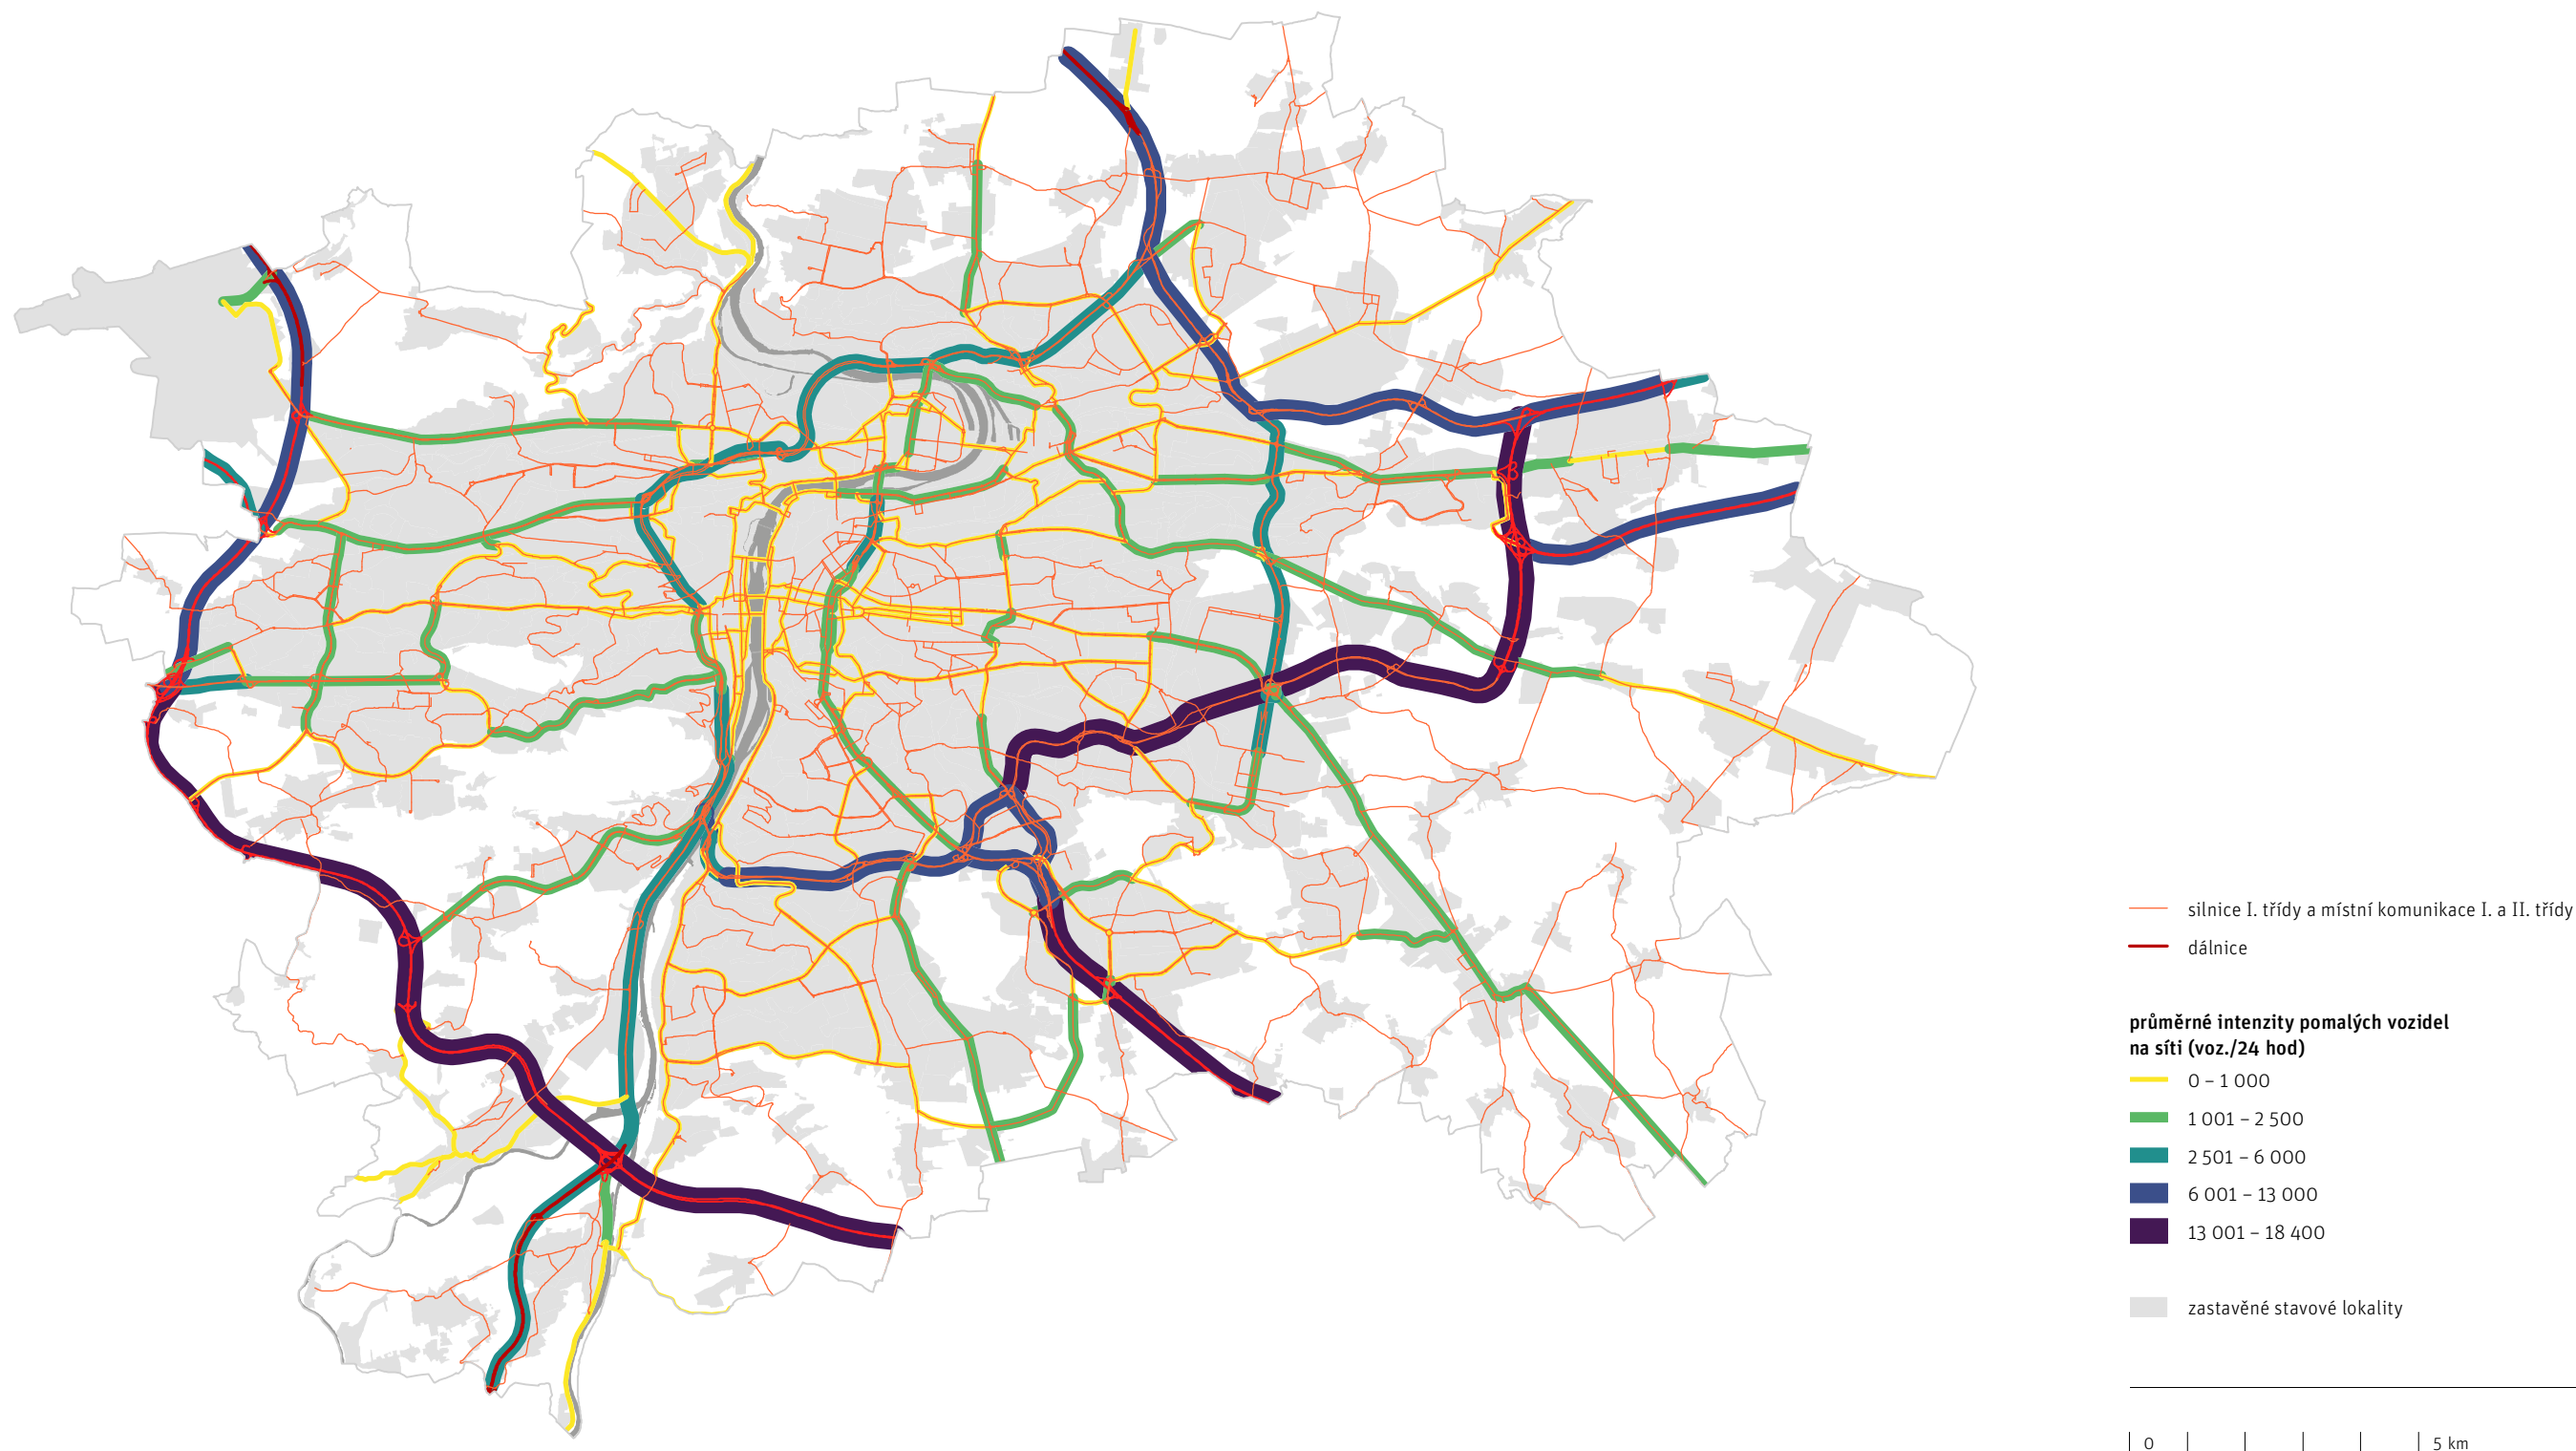 silnice I. třídy a místní komunikace I. a II. třídy
dálnice
průměrné intenzity pomalých vozidel
na síti (voz./24 hod)
0 – 1 000
1 001 – 2 500
2 501 – 6 000
6 001 – 13 000
13 001 – 18 400
zastavěné stavové lokality
0 5 km